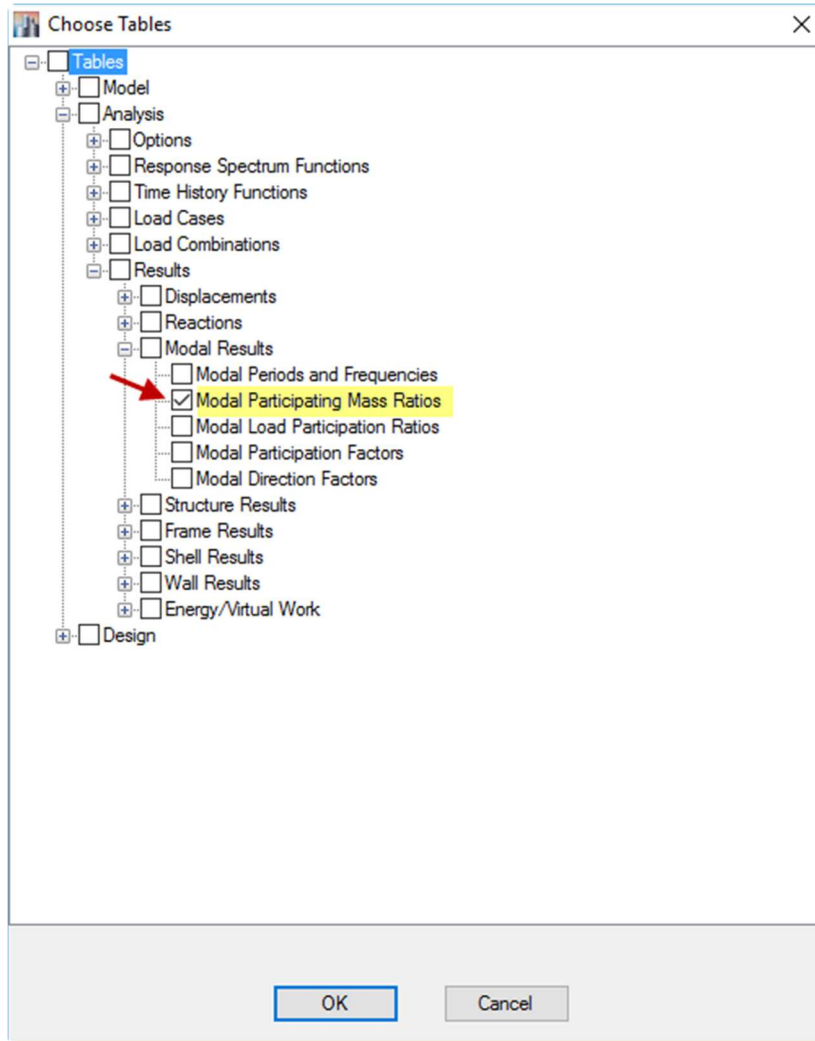 Choose Tables
Tables
Model
Analysis
Options
Response Spectrum Functions
Time History Functions
Load Cases
Load Combinations
Results
Displacements
Reactions
Modal Results
Modal Periods and Frequencies
Modal Participating Mass Ratios
Modal Load Participation Ratios
Modal Participation Factors
Modal Direction Factors
Structure Results
Frame Results
Shell Results
Wall Results
Energy/Virtual Work
Design
OK Cancel